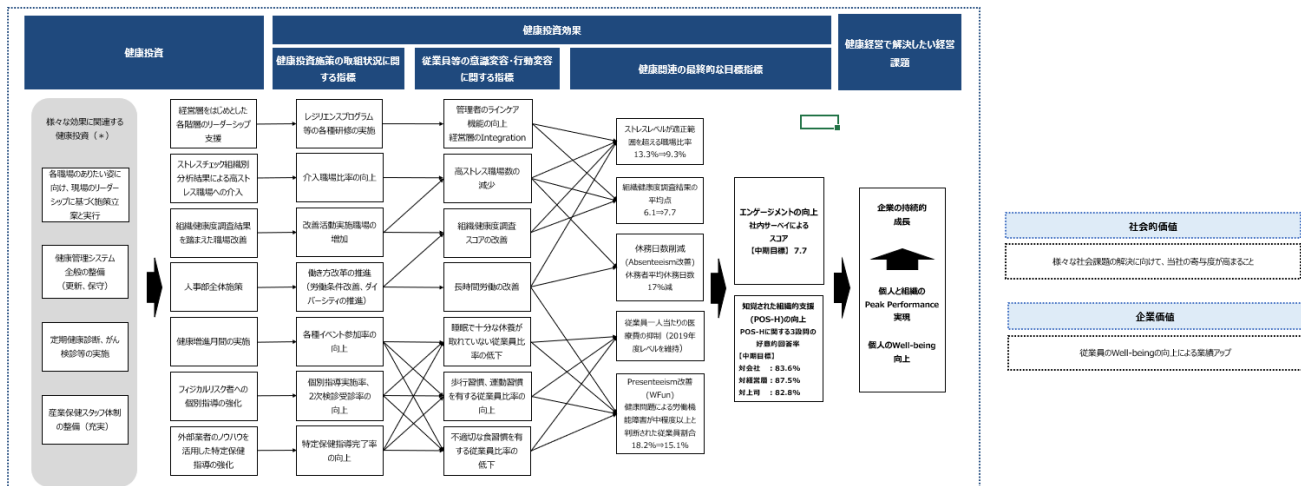 健康投資
健康投資効果
健康経営で解決したい経営
課題
健康投資施策の取組状況に関
する指標
従業員等の意識変容・行動変容
に関する指標
健康関連の最終的な目標指標
様々な効果に関連する
健康投資（*）
各職場のありたい姿に
向け、現場のリーダー
シップに基づく施策立
案と実行
健康管理システム
全般の整備
（更新、保守）
定期健康診断、がん
検診等の実施
産業保健スタッフ体制
の整備（充実）
経営層をはじめとした
各階層のリーダーシップ
支援
ストレスチェック組織別
分析結果による高スト
レス職場への介入
組織健康度調査結果
を踏まえた職場改善
人事部全体施策
健康増進月間の実施
フィジカルリスク者への
個別指導の強化
外部業者のノウハウを
活用した特定保健
指導の強化
レジリエンスプログラム
等の各種研修の実施
介入職場比率の向上
改善活動実施職場の
増加
働き方改革の推進
（労働条件改善、ダイ
バーシティの推進）
各種イベント参加率の
向上
個別指導実施率、
2次検診受診率の
向上
特定保健指導完了率
の向上
管理者のラインケア
機能の向上
経営層のIntegration
高ストレス職場数の
減少
組織健康度調査
スコアの改善
長時間労働の改善
睡眠で十分な休養が
取れていない従業員比
率の低下
歩行習慣、運動習慣
を有する従業員比率
の向上
不適切な食習慣を有
する従業員比率の
低下
ストレスレベルが適正範
囲を超える職場比率
13.3%⇒9.3%
組織健康度調査結果の
平均点
6.1⇒7.7
休務日数削減
(Absenteeism改善)
休務者平均休務日数
17%減
従業員一人当たりの医
療費の抑制（2019年
度レベルを維持）
Presenteeism改善
(WFun)
健康問題による労働機
能障害が中程度以上と
判断された従業員割合
18.2%⇒15.1%
エンゲージメントの向上
社内サーベイによる
スコア
【中期目標】7.7
知覚された組織的支援
(POS-H)の向上
POS-Hに関する3設問の
好意的回答率
【中期目標】
対会社 ：83.6%
対経営層：87.5%
対上司 ：82.8%
企業の持続的
成長
個人と組織の
Peak Performance
実現
個人のWell-being
向上
社会的価値
様々な社会課題の解決に向けて、当社の寄与度が高まること
企業価値
従業員のWell-beingの向上による業績アップ